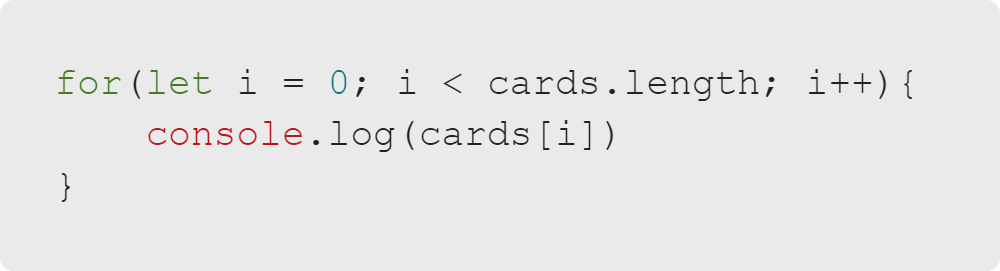 for(let i = 0; i < cards.length; i++){
    console.log(cards[i])
}